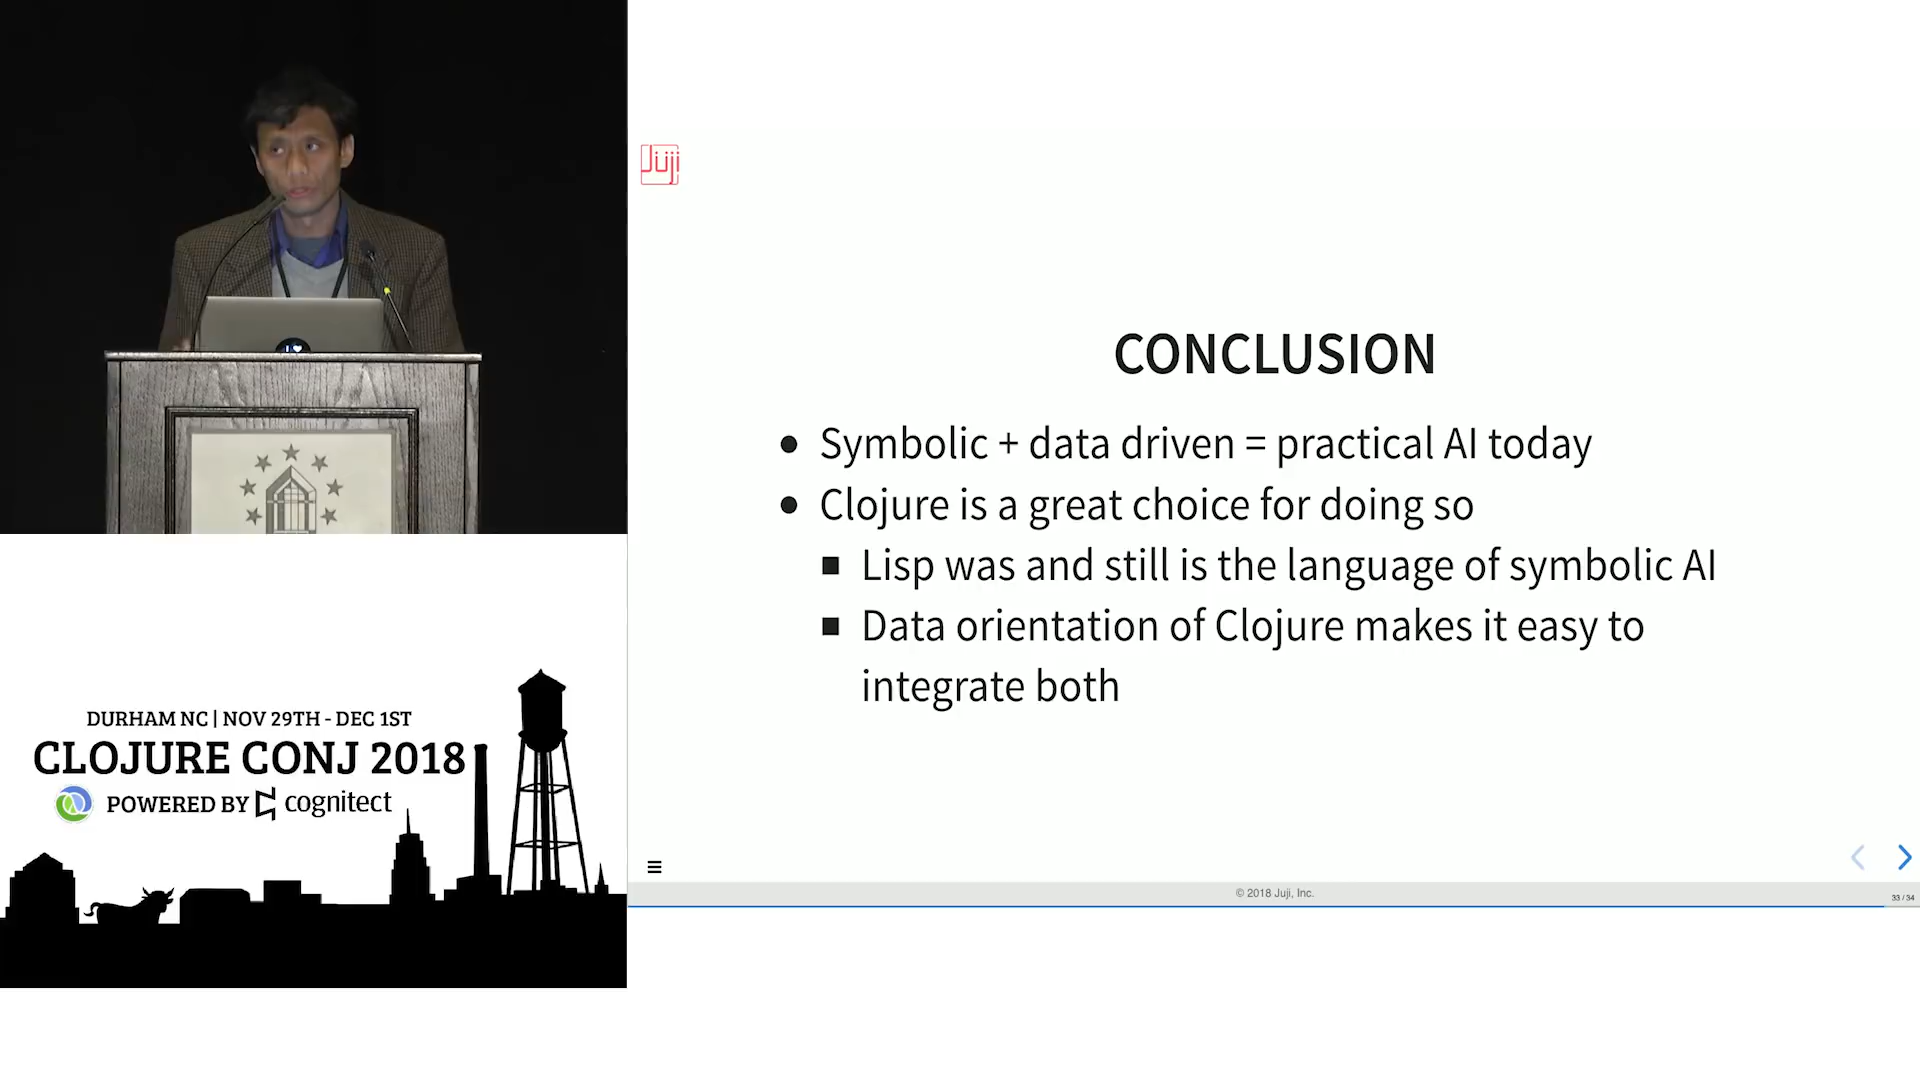 Juji
CONCLUSION
• Symbolic + data driven = practical AI today
• Clojure is a great choice for doing so
▪ Lisp was and still is the language of symbolic AI
▪ Data orientation of Clojure makes it easy to
integrate both
DURHAM NC | NOV 29TH - DEC 1ST
CLOJURE CONJ 2018
POWERED BY cognitect
© 2018 Juji, Inc.
33 / 34